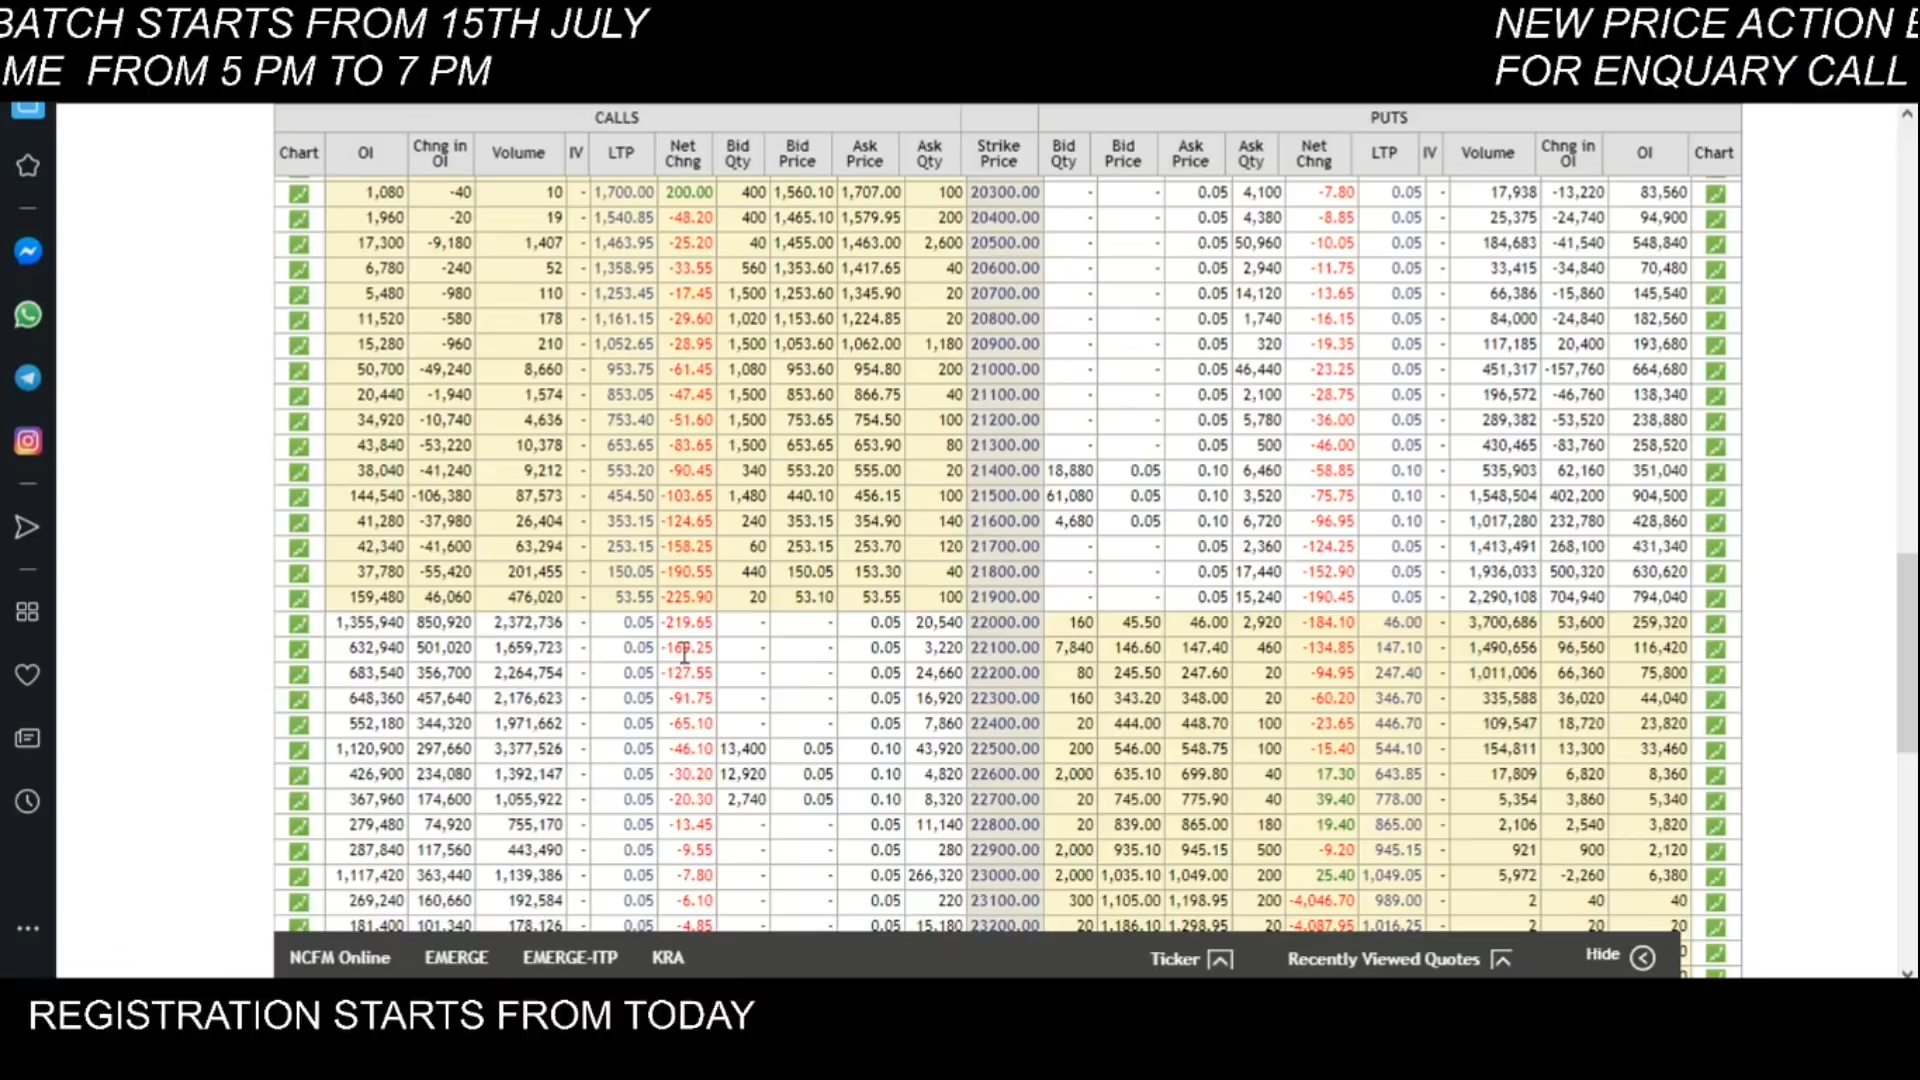 BATCH STARTS FROM 15TH JULY NEW PRICE ACTION
ME FROM 5 PM TO 7 PM FOR ENQUARY CALL
CALLS PUTS
Chart OI Chng in OI Volume IV LTP Net Chng Bid Qty Bid Price Ask Price Ask Qty Strike Price Bid Qty Bid Price Ask Price Ask Qty Net Chng LTP IV Volume Chng in OI OI Chart
1,080 -40 10 - 1,700.00 200.00 400 1,560.10 1,707.00 100 20300.00 - - 0.05 4,100 -7.80 0.05 - 17,938 -13,220 83,560
1,960 -20 19 - 1,540.85 -48.20 400 1,465.10 1,579.95 200 20400.00 - - 0.05 4,380 -8.85 0.05 - 25,375 -24,740 94,900
17,300 -9,180 1,407 - 1,463.95 -25.20 40 1,455.00 1,463.00 2,600 20500.00 - - 0.05 50,960 -10.05 0.05 - 184,683 -41,540 548,840
6,780 -240 52 - 1,358.95 -33.55 560 1,353.60 1,417.65 40 20600.00 - - 0.05 2,940 -11.75 0.05 - 33,415 -34,840 70,480
5,480 -980 110 - 1,253.45 -17.45 1,500 1,253.60 1,345.90 20 20700.00 - - 0.05 14,120 -13.65 0.05 - 66,386 -15,860 145,540
11,520 -580 178 - 1,161.15 -29.60 1,020 1,153.60 1,224.85 20 20800.00 - - 0.05 1,740 -16.15 0.05 - 84,000 -24,840 182,560
15,280 -960 210 - 1,052.65 -28.95 1,500 1,053.60 1,062.00 1,180 20900.00 - - 0.05 320 -19.35 0.05 - 117,185 20,400 193,680
50,700 -49,240 8,660 - 953.75 -61.45 1,080 953.60 954.80 200 21000.00 - - 0.05 46,440 -23.25 0.05 - 451,317 -157,760 664,680
20,440 -1,940 1,574 - 853.05 -47.45 1,500 853.60 866.75 40 21100.00 - - 0.05 2,100 -28.75 0.05 - 196,572 -46,760 138,340
34,920 -10,740 4,636 - 753.40 -51.60 1,500 753.65 754.50 100 21200.00 - - 0.05 5,780 -36.00 0.05 - 289,382 -53,520 238,880
43,840 -53,220 10,378 - 653.65 -83.65 1,500 653.65 653.90 80 21300.00 - - 0.05 500 -46.00 0.05 - 430,465 -83,760 258,520
38,040 -41,240 9,212 - 553.20 -90.45 340 553.20 555.00 20 21400.00 18,880 0.05 0.10 6,460 -58.85 0.10 - 535,903 62,160 351,040
144,540 -106,380 87,573 - 454.50 -103.65 1,480 440.10 456.15 100 21500.00 61,080 0.05 0.10 3,520 -75.75 0.10 - 1,548,504 402,200 904,500
41,280 -37,980 26,404 - 353.15 -124.65 240 353.15 354.90 140 21600.00 4,680 0.05 0.10 6,720 -96.95 0.10 - 1,017,280 232,780 428,860
42,340 -41,600 63,294 - 253.15 -158.25 60 253.15 253.70 120 21700.00 - - 0.05 2,360 -124.25 0.05 - 1,413,491 268,100 431,340
37,780 -55,420 201,455 - 150.05 -190.55 440 150.05 153.30 40 21800.00 - - 0.05 17,440 -152.90 0.05 - 1,936,033 500,320 630,620
159,480 46,060 476,020 - 53.55 -225.90 20 53.10 53.55 100 21900.00 - - 0.05 15,240 -190.45 0.05 - 2,290,108 704,940 794,040
1,355,940 850,920 2,372,736 - 0.05 -219.65 - - 0.05 20,540 22000.00 160 45.50 46.00 2,920 -184.10 46.00 - 3,700,686 53,600 259,320
632,940 501,020 1,659,723 - 0.05 - - 0.05 3,220 22100.00 7,840 146.60 147.40 460 -134.85 147.10 - 1,490,656 96,560 116,420
683,540 356,700 2,264,754 - 0.05 -127.55 - - 0.05 24,660 22200.00 80 245.50 247.60 20 -94.95 247.40 - 1,011,006 66,360 75,800
648,360 457,640 2,176,623 - 0.05 -91.75 - - 0.05 16,920 22300.00 160 343.20 348.00 20 -60.20 346.70 - 335,588 36,020 44,040
552,180 344,320 1,971,662 - 0.05 -65.10 - - 0.05 7,860 22400.00 20 444.00 448.70 100 -23.65 446.70 - 109,547 18,720 23,820
1,120,900 297,660 3,377,526 - 0.05 -46.10 13,400 0.05 0.10 43,920 22500.00 200 546.00 548.75 100 -15.40 544.10 - 154,811 13,300 33,460
426,900 234,080 1,392,147 - 0.05 -30.20 12,920 0.05 0.10 4,820 22600.00 2,000 635.10 699.80 40 17.30 643.85 - 17,809 6,820 8,360
367,960 174,600 1,055,922 - 0.05 -20.30 2,740 0.05 0.10 8,320 22700.00 20 745.00 775.90 40 39.40 778.00 - 5,354 3,860 5,340
279,480 74,920 755,170 - 0.05 -13.45 - - 0.05 11,140 22800.00 20 839.00 865.00 180 19.40 865.00 - 2,106 2,540 3,820
287,840 117,560 443,490 - 0.05 -9.55 - - 0.05 280 22900.00 2,000 935.10 945.15 500 -9.20 945.15 - 921 900 2,120
1,117,420 363,440 1,139,386 - 0.05 -7.80 - - 0.05 266,320 23000.00 2,000 1,035.10 1,049.00 200 25.40 1,049.05 - 5,972 -2,260 6,380
269,240 160,660 192,584 - 0.05 -6.10 - - 0.05 220 23100.00 300 1,105.00 1,198.95 200 -4,046.70 989.00 - 2 40 40
181,400 101,340 178,126 - 0.05 -4.85 - - 0.05 15,180 23200.00 20 1,186.10 1,298.95 20 -4,087.95 1,016.25 - 2 20 20
NCFM Online EMERGE EMERGE-ITP KRA Ticker Recently Viewed Quotes Hide
REGISTRATION STARTS FROM TODAY